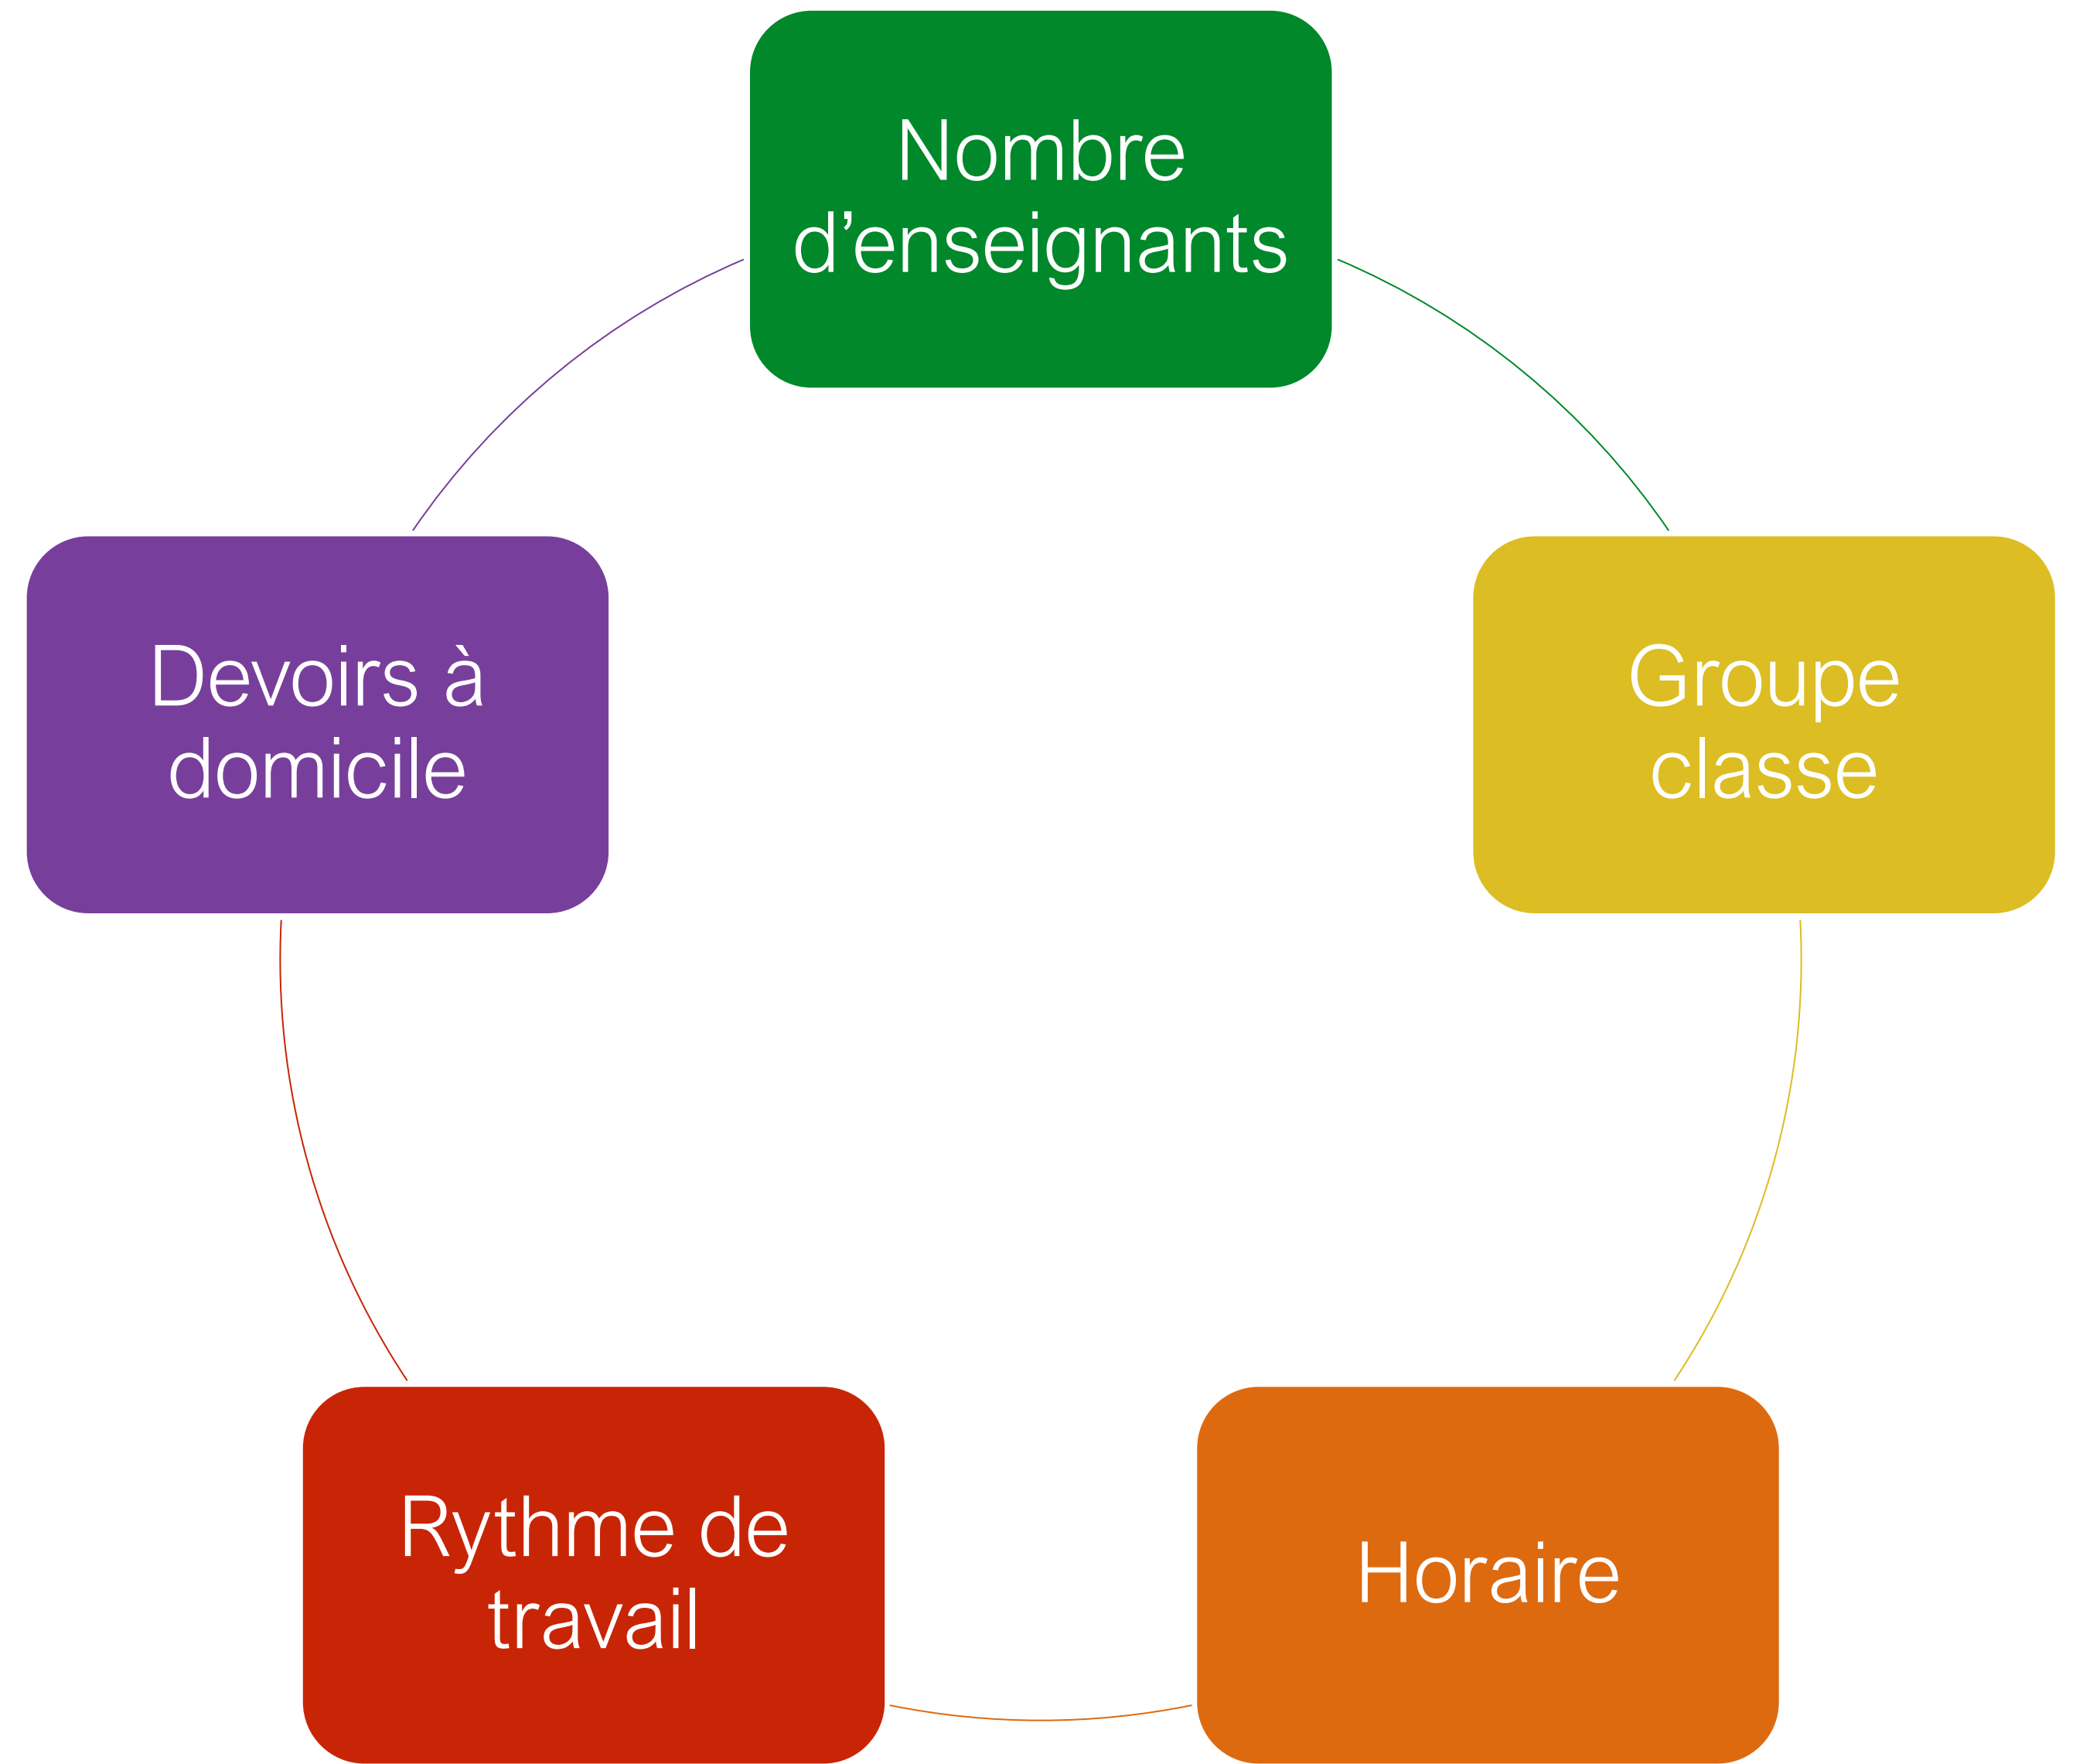 Nombre
d’enseignants
Devoirs à
domicile
Groupe
classe
Rythme de
travail
Horaire